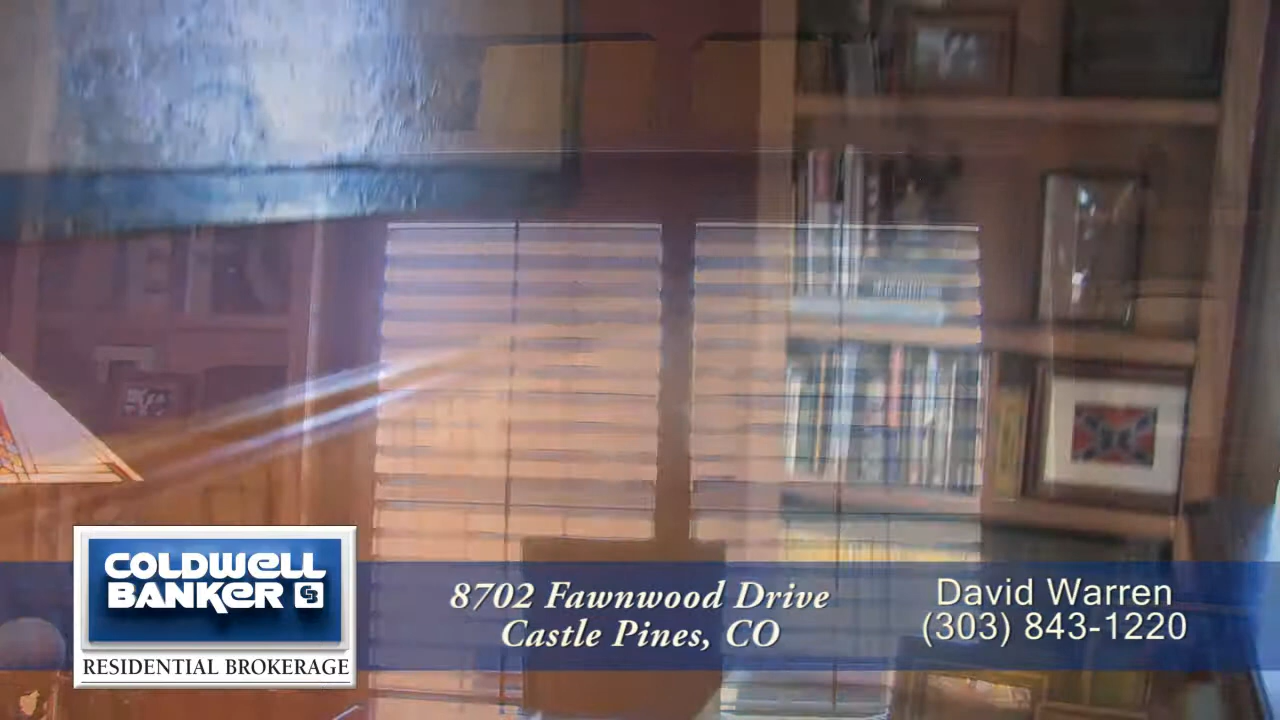 COLDWELL
BANKER
RESIDENTIAL BROKERAGE
8702 Fawnwood Drive
Castle Pines, CO
David Warren
(303) 843-1220